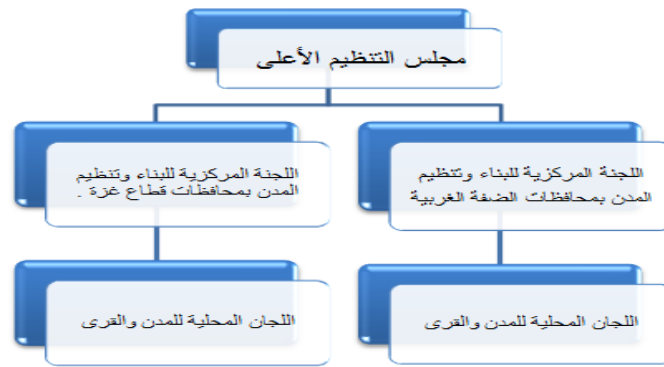 مجلس التنظيم الأعلى
اللجنة المركزية للبناء وتنظيم
المدن بمحافظات الضفة الغربية
اللجنة المركزية للبناء وتنظيم
المدن بمحافظات قطاع غزة .
اللجان المحلية للمدن والقرى
اللجان المحلية للمدن والقرى